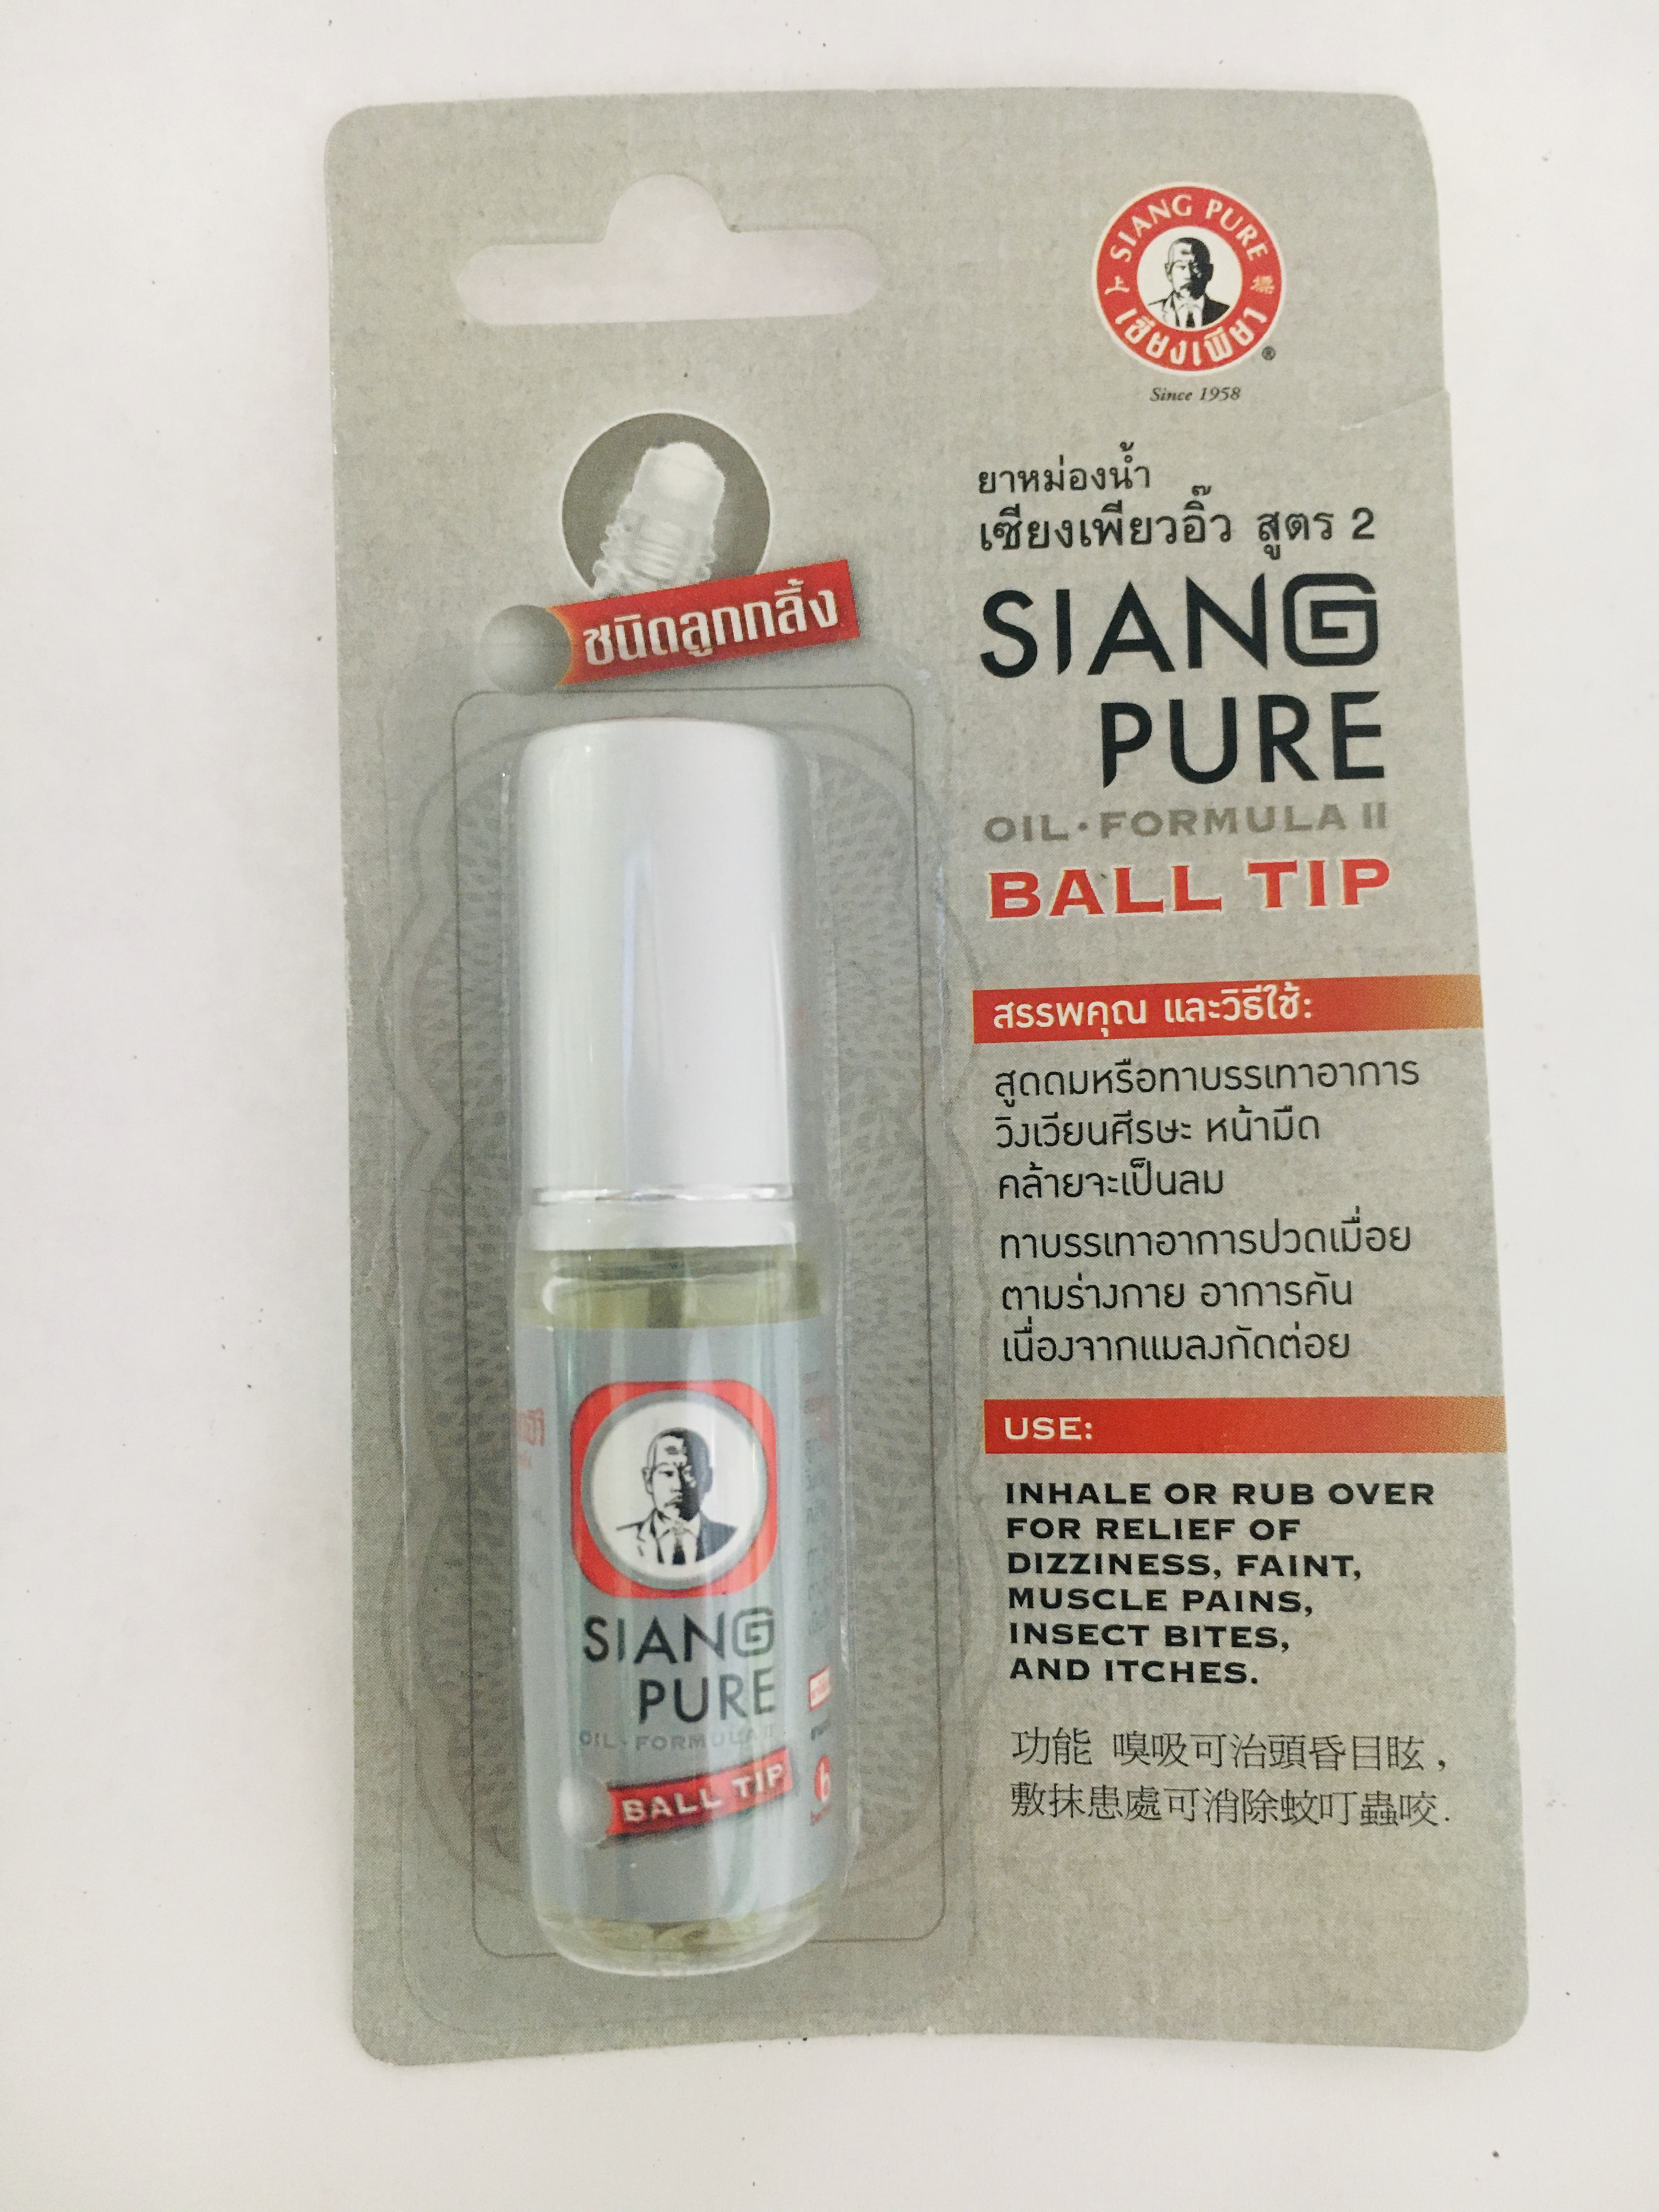 SIANG PURE
上 標
เซียงเพียว
®
Since 1958
ยาหม่องน้ำ
เซียงเพียวอิ๊ว สูตร 2
SIANG
PURE
OIL·FORMULA II
BALL TIP
ชนิดลูกกลิ้ง
สรรพคุณ และวิธีใช้:
สูดดมหรือทาบรรเทาอาการ
วิงเวียนศีรษะ หน้ามืด
คล้ายจะเป็นลม
ทาบรรเทาอาการปวดเมื่อย
ตามร่างกาย อาการคัน
เนื่องจากแมลงกัดต่อย
USE:
INHALE OR RUB OVER
FOR RELIEF OF
DIZZINESS, FAINT,
MUSCLE PAINS,
INSECT BITES,
AND ITCHES.
功能 嗅吸可治頭昏目眩,
敷抹患處可消除蚊叮蟲咬.
SIANG
PURE
OIL·FORMULA II
BALL TIP